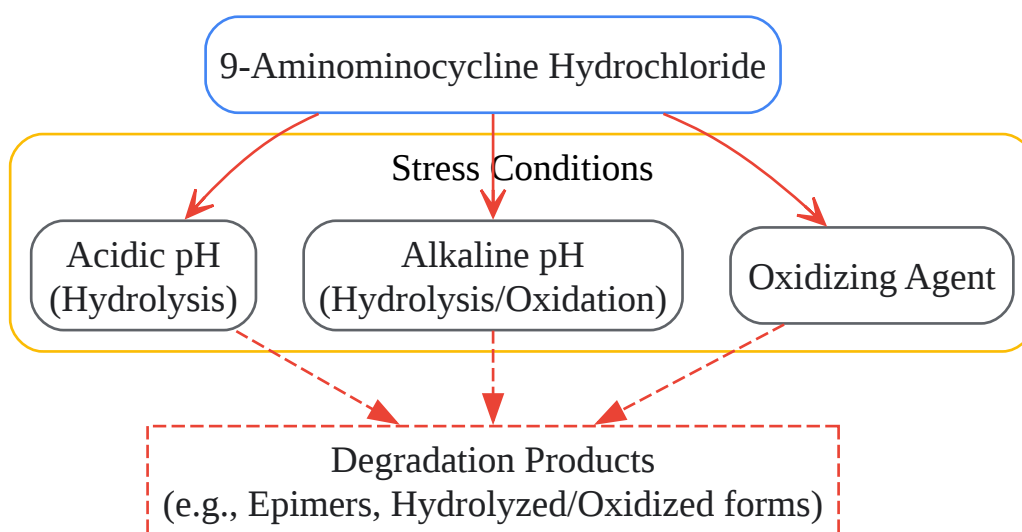 9-Aminominocycline Hydrochloride
Stress Conditions
Acidic pH
(Hydrolysis)
Alkaline pH
(Hydrolysis/Oxidation)
Oxidizing Agent
Degradation Products
(e.g., Epimers, Hydrolyzed/Oxidized forms)